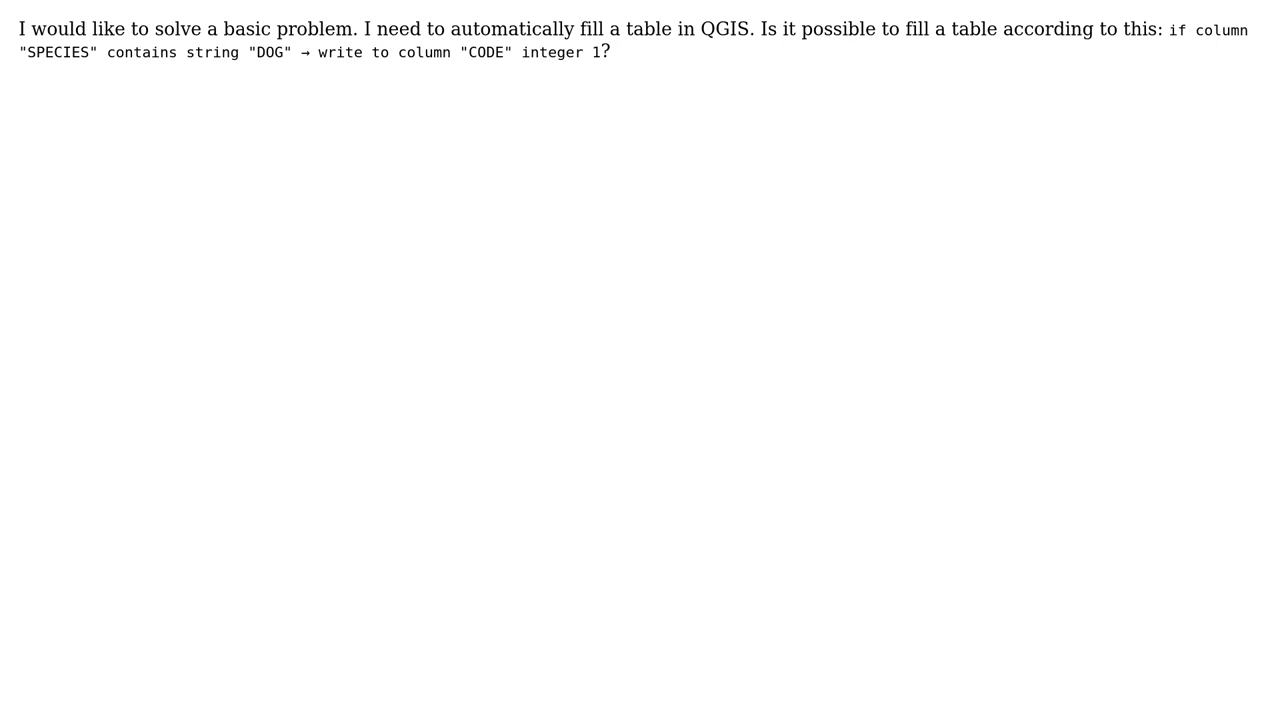 I would like to solve a basic problem. I need to automatically fill a table in QGIS. Is it possible to fill a table according to this: if column
"SPECIES" contains string "DOG" → write to column "CODE" integer 1?